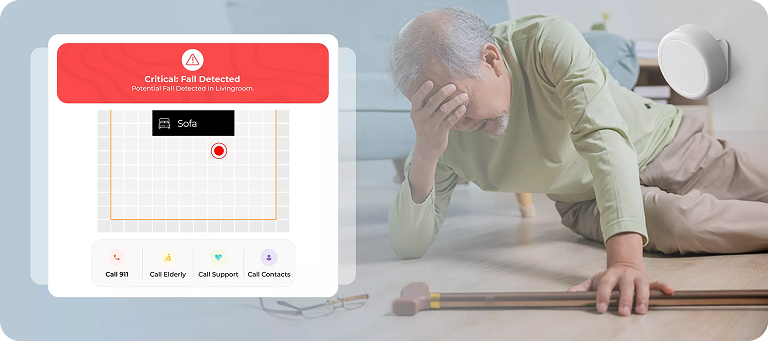 Critical: Fall Detected
Potential Fall Detected in Livingroom.
Sofa
Call 911
Call Elderly
Call Support
Call Contacts